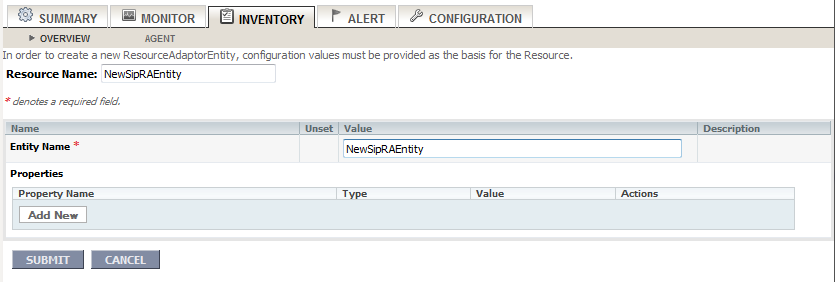 SUMMARY MONITOR INVENTORY ALERT CONFIGURATION
OVERVIEW AGENT
In order to create a new ResourceAdaptorEntity, configuration values must be provided as the basis for the Resource.
Resource Name: NewSipRAEntity
* denotes a required field.
Name Unset Value Description
Entity Name * NewSipRAEntity
Properties
Property Name Type Value Actions
Add New
SUBMIT CANCEL